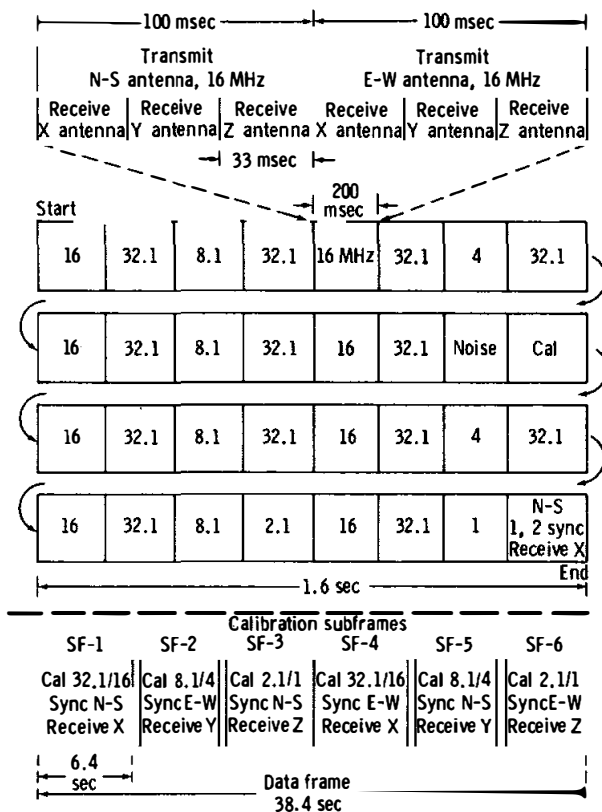 100 msec 100 msec
Transmit Transmit
N-S antenna, 16 MHz E-W antenna, 16 MHz
Receive Receive Receive Receive Receive Receive
X antenna Y antenna Z antenna X antenna Y antenna Z antenna
33 msec
200
msec
Start
16 32.1 8.1 32.1 16 MHz 32.1 4 32.1
16 32.1 8.1 32.1 16 32.1 Noise Cal
16 32.1 8.1 32.1 16 32.1 4 32.1
16 32.1 8.1 2.1 16 32.1 1 N-S
1, 2 sync
Receive X
End
1.6 sec
Calibration subframes
SF-1 SF-2 SF-3 SF-4 SF-5 SF-6
Cal 32.1/16 Cal 8.1/4 Cal 2.1/1 Cal 32.1/16 Cal 8.1/4 Cal 2.1/1
Sync N-S Sync E-W Sync N-S Sync E-W Sync N-S Sync E-W
Receive X Receive Y Receive Z Receive X Receive Y Receive Z
6.4
sec
Data frame
38.4 sec